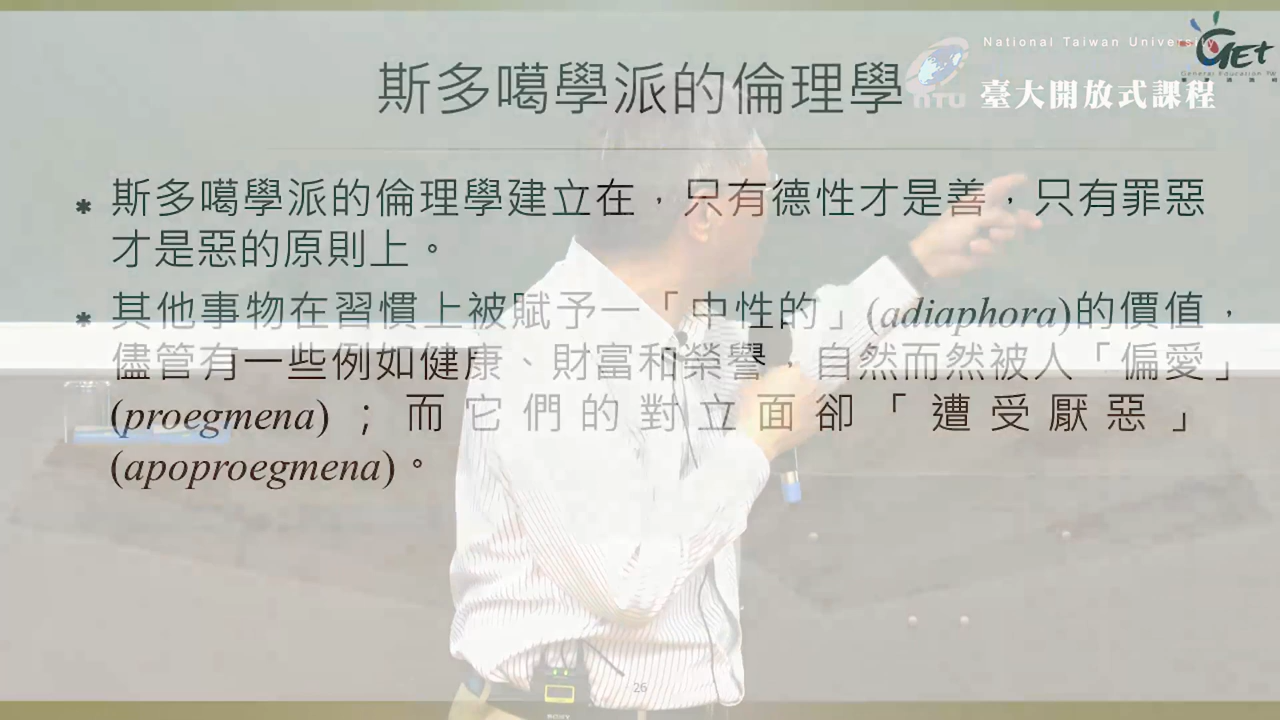 National Taiwan University
臺大開放式課程
NTU
GEt
General Education TW
斯多噶學派的倫理學
* 斯多噶學派的倫理學建立在，只有德性才是善，只有罪惡
才是惡的原則上。
* 其他事物在習慣上被賦予一「中性的」(adiaphora)的價值，
儘管有一些例如健康、財富和榮譽，自然而然被人「偏愛」
(proegmena)；而它們的對立面卻「遭受厭惡」
(apoproegmena)。
26